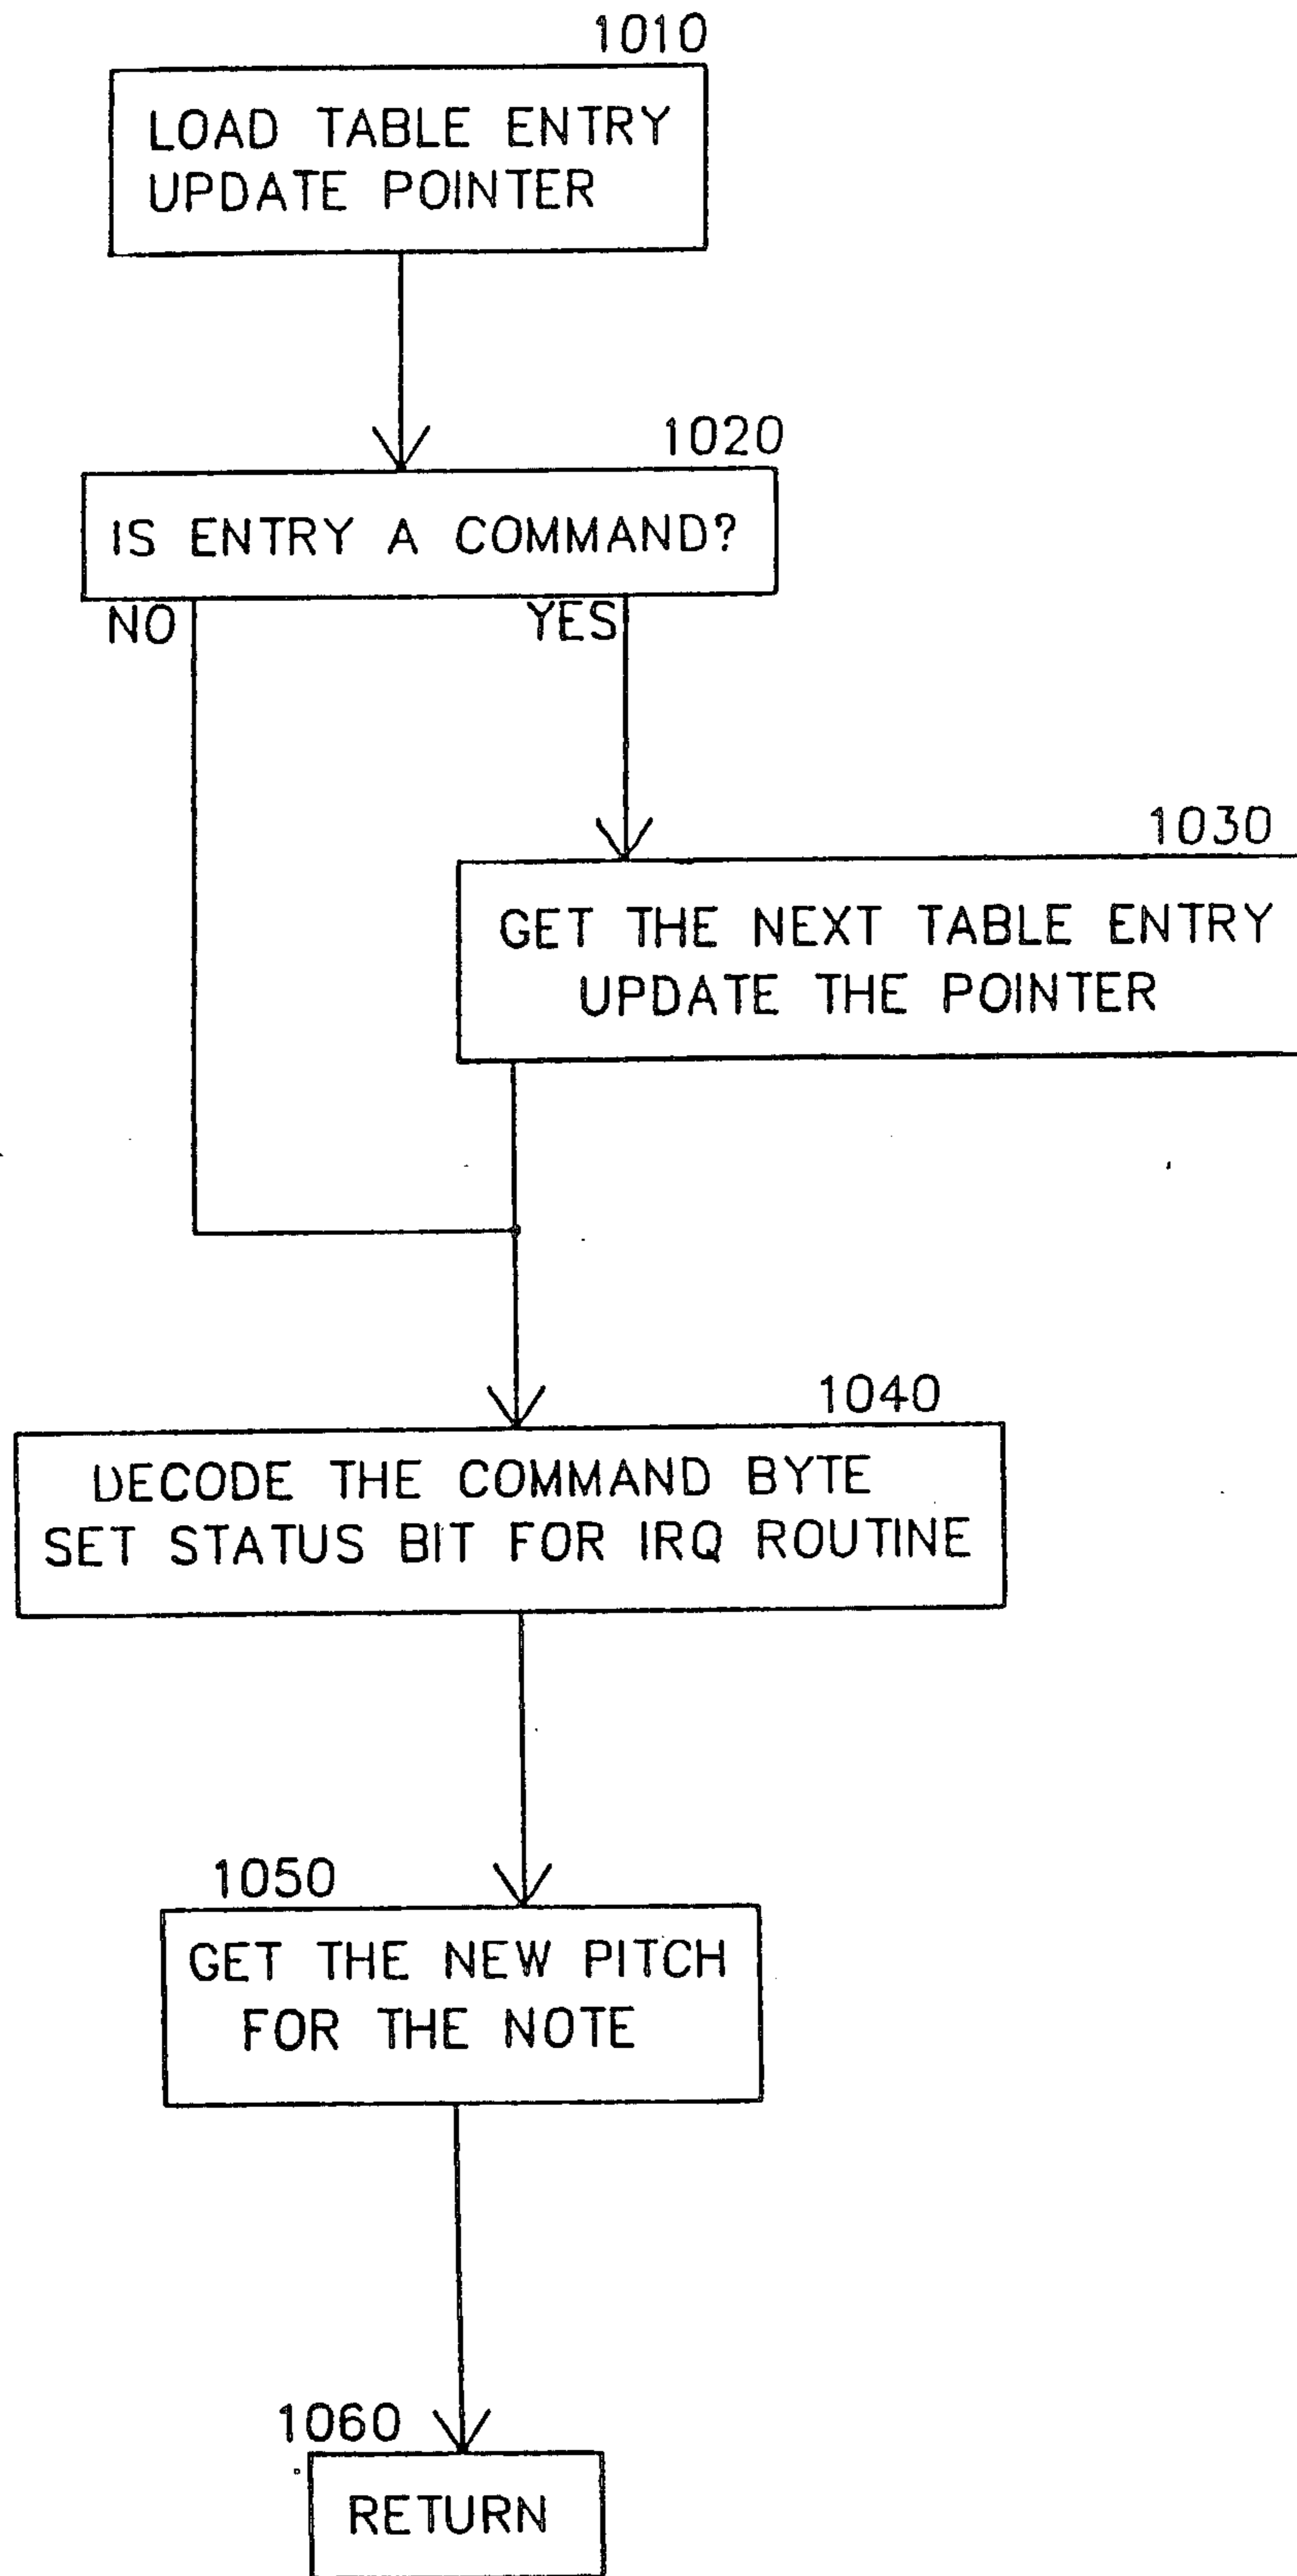 1010
LOAD TABLE ENTRY
UPDATE POINTER
1020
IS ENTRY A COMMAND?
NO YES
1030
GET THE NEXT TABLE ENTRY
UPDATE THE POINTER
1040
DECODE THE COMMAND BYTE
SET STATUS BIT FOR IRQ ROUTINE
1050
GET THE NEW PITCH
FOR THE NOTE
1060
RETURN